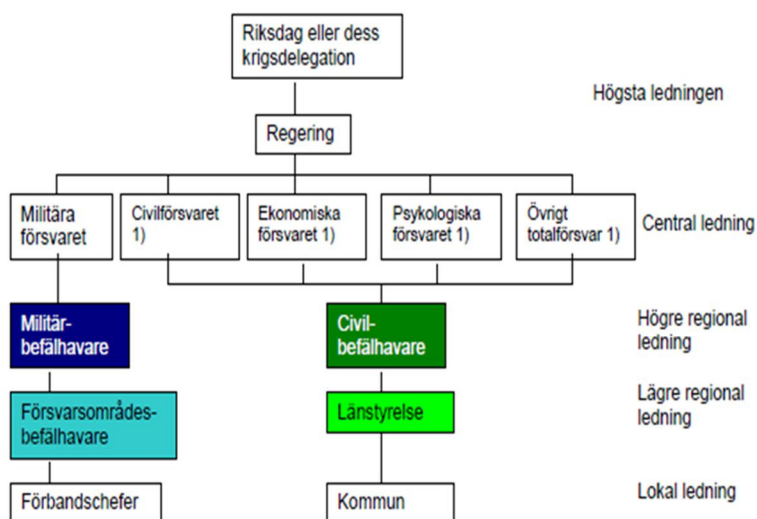 Riksdag eller dess
krigsdelegation
Högsta ledningen
Regering
Militära
försvaret
Civilförsvaret
1)
Ekonomiska
försvaret 1)
Psykologiska
försvaret 1)
Övrigt
totalförsvar 1)
Central ledning
Militär-
befälhavare
Civil-
befälhavare
Högre regional
ledning
Försvarsområdes-
befälhavare
Länstyrelse
Lägre regional
ledning
Förbandschefer
Kommun
Lokal ledning